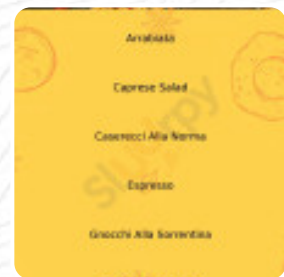 Arrabiata
Caprese Salad
Caserecci Alla Norma
Espresso
Gnocchi Alla Sorrentina